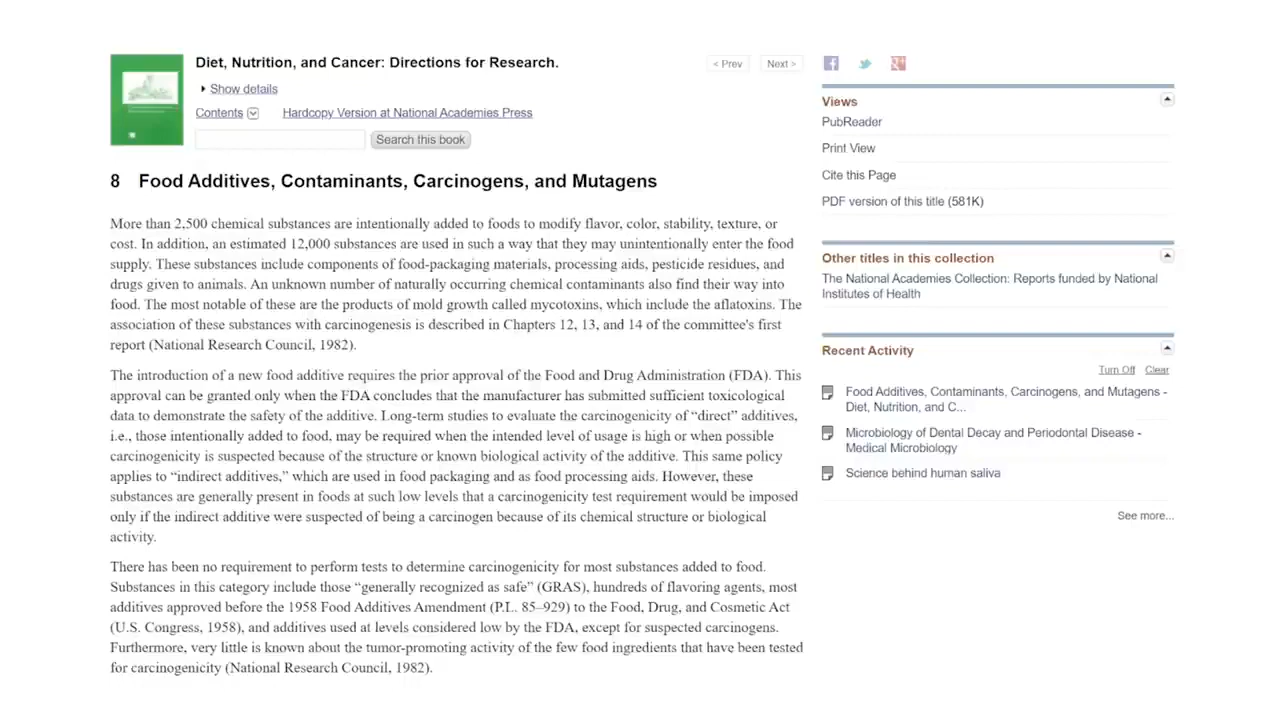 Diet, Nutrition, and Cancer: Directions for Research.
< Prev
Next >
Show details
Contents
Hardcopy Version at National Academies Press
Search this book
8 Food Additives, Contaminants, Carcinogens, and Mutagens
More than 2,500 chemical substances are intentionally added to foods to modify flavor, color, stability, texture, or
cost. In addition, an estimated 12,000 substances are used in such a way that they may unintentionally enter the food
supply. These substances include components of food-packaging materials, processing aids, pesticide residues, and
drugs given to animals. An unknown number of naturally occurring chemical contaminants also find their way into
food. The most notable of these are the products of mold growth called mycotoxins, which include the aflatoxins. The
association of these substances with carcinogenesis is described in Chapters 12, 13, and 14 of the committee's first
report (National Research Council, 1982).
The introduction of a new food additive requires the prior approval of the Food and Drug Administration (FDA). This
approval can be granted only when the FDA concludes that the manufacturer has submitted sufficient toxicological
data to demonstrate the safety of the additive. Long-term studies to evaluate the carcinogenicity of “direct” additives,
i.e., those intentionally added to food, may be required when the intended level of usage is high or when possible
carcinogenicity is suspected because of the structure or known biological activity of the additive. This same policy
applies to “indirect additives,” which are used in food packaging and as food processing aids. However, these
substances are generally present in foods at such low levels that a carcinogenicity test requirement would be imposed
only if the indirect additive were suspected of being a carcinogen because of its chemical structure or biological
activity.
There has been no requirement to perform tests to determine carcinogenicity for most substances added to food.
Substances in this category include those “generally recognized as safe” (GRAS), hundreds of flavoring agents, most
additives approved before the 1958 Food Additives Amendment (P.L. 85–929) to the Food, Drug, and Cosmetic Act
(U.S. Congress, 1958), and additives used at levels considered low by the FDA, except for suspected carcinogens.
Furthermore, very little is known about the tumor-promoting activity of the few food ingredients that have been tested
for carcinogenicity (National Research Council, 1982).
Views
PubReader
Print View
Cite this Page
PDF version of this title (581K)
Other titles in this collection
The National Academies Collection: Reports funded by National
Institutes of Health
Recent Activity
Turn Off
Clear
Food Additives, Contaminants, Carcinogens, and Mutagens -
Diet, Nutrition, and C...
Microbiology of Dental Decay and Periodontal Disease -
Medical Microbiology
Science behind human saliva
See more...